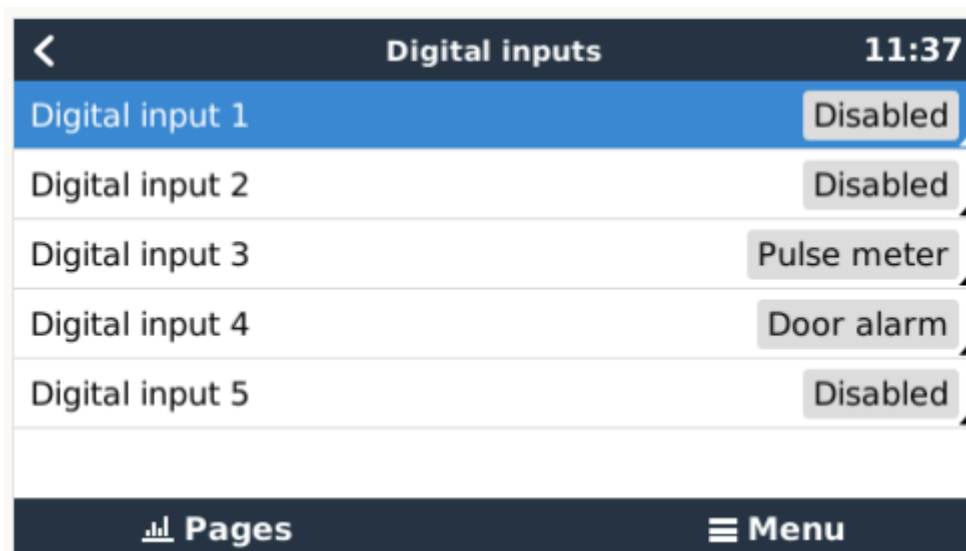 Digital inputs 11:37
Digital input 1 Disabled
Digital input 2 Disabled
Digital input 3 Pulse meter
Digital input 4 Door alarm
Digital input 5 Disabled
Pages Menu